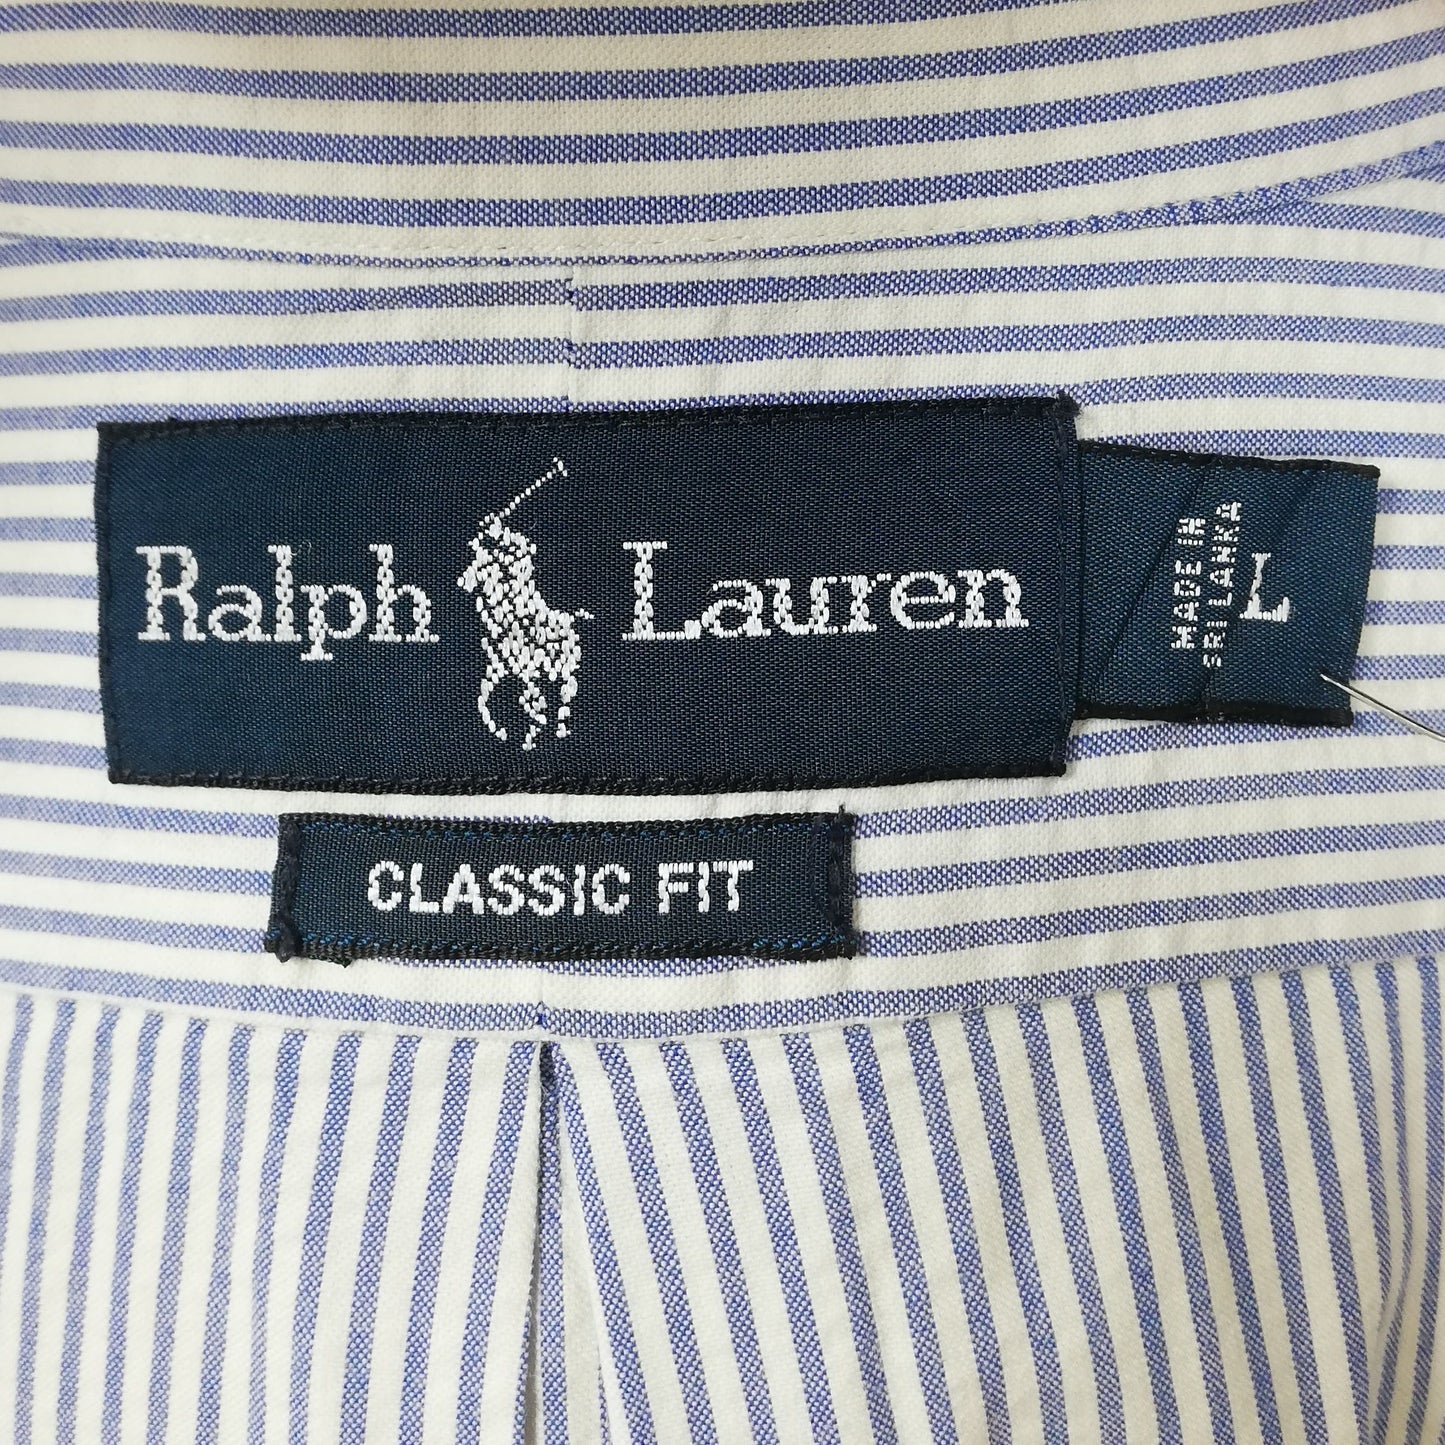 Ralph Lauren
L
MADE IN
SRI LANKA
CLASSIC FIT